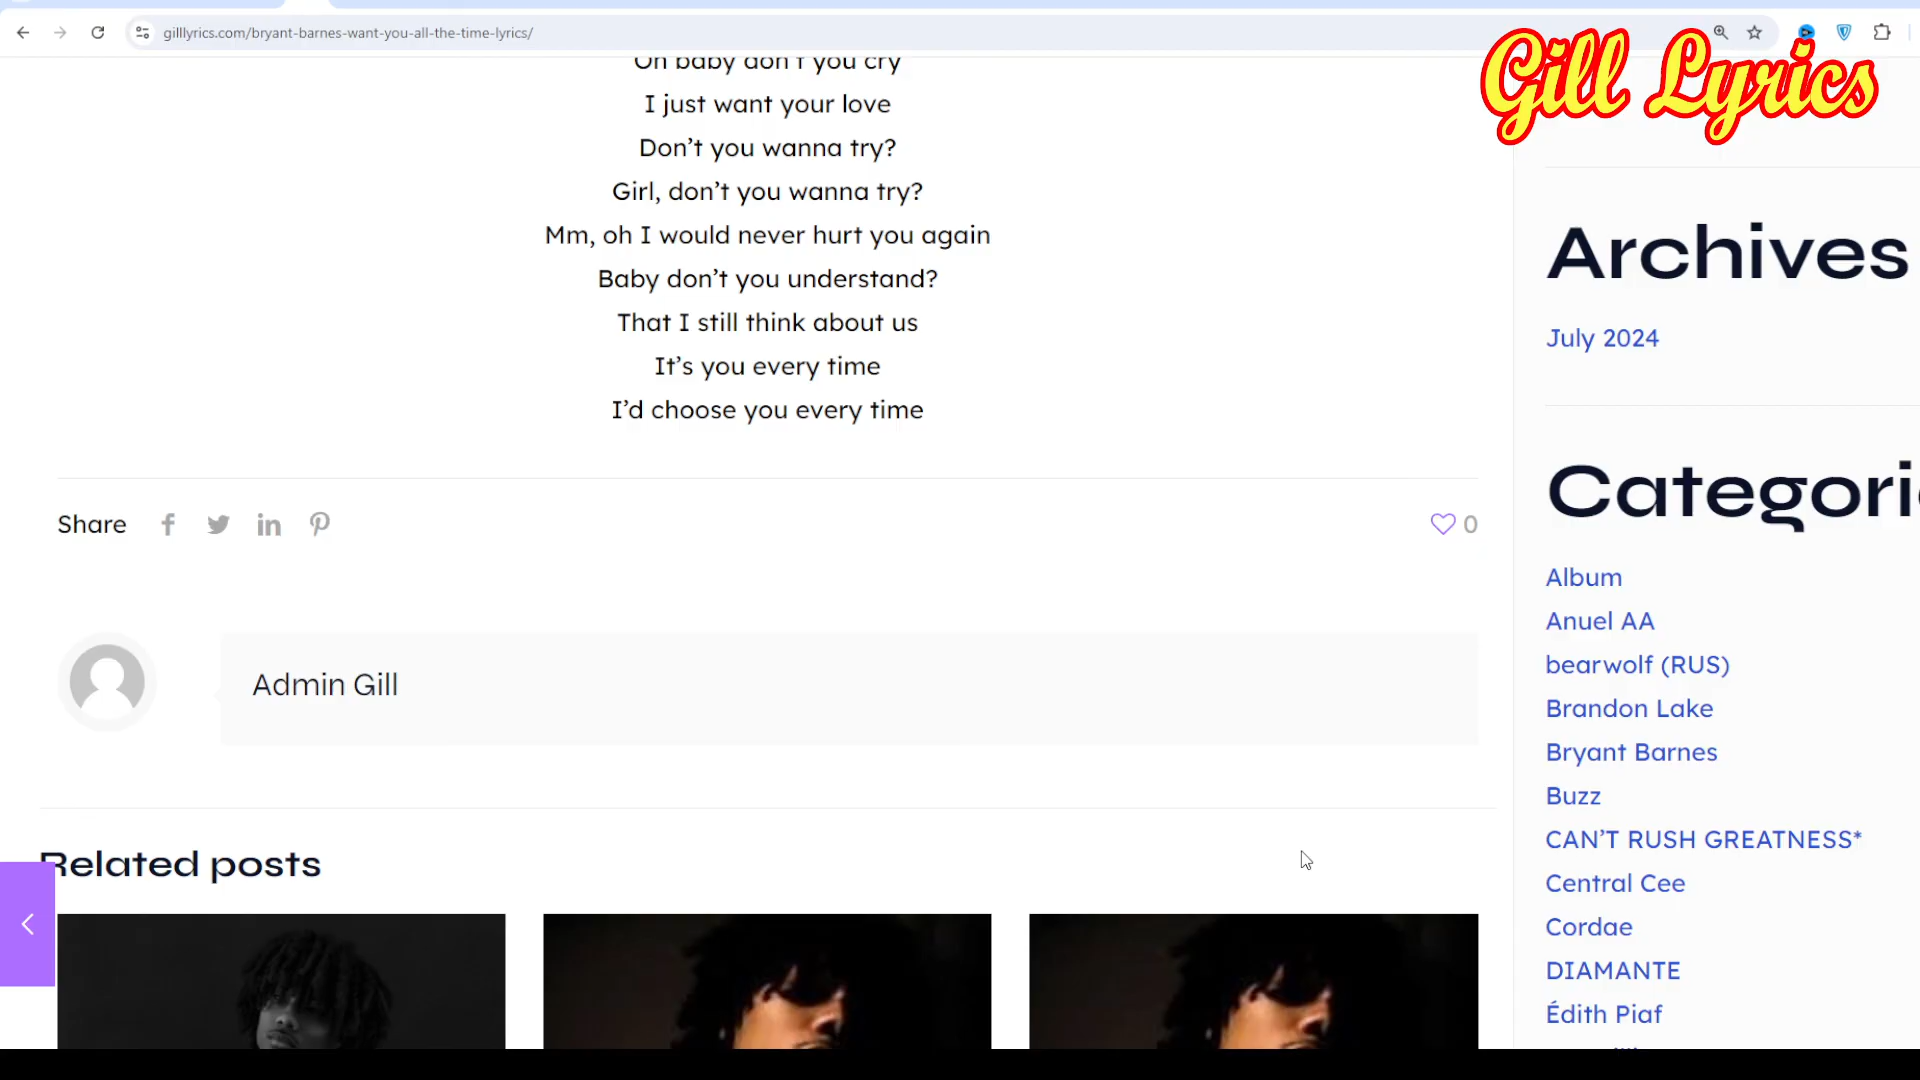 gilllyrics.com/bryant-barnes-want-you-all-the-time-lyrics/
Gill Lyrics
Oh baby don't you cry
I just want your love
Don’t you wanna try?
Girl, don’t you wanna try?
Mm, oh I would never hurt you again
Baby don’t you understand?
That I still think about us
It’s you every time
I’d choose you every time
Share
0
Admin Gill
Related posts
Archives
July 2024
Categori
Album
Anuel AA
bearwolf (RUS)
Brandon Lake
Bryant Barnes
Buzz
CAN’T RUSH GREATNESS*
Central Cee
Cordae
DIAMANTE
Édith Piaf